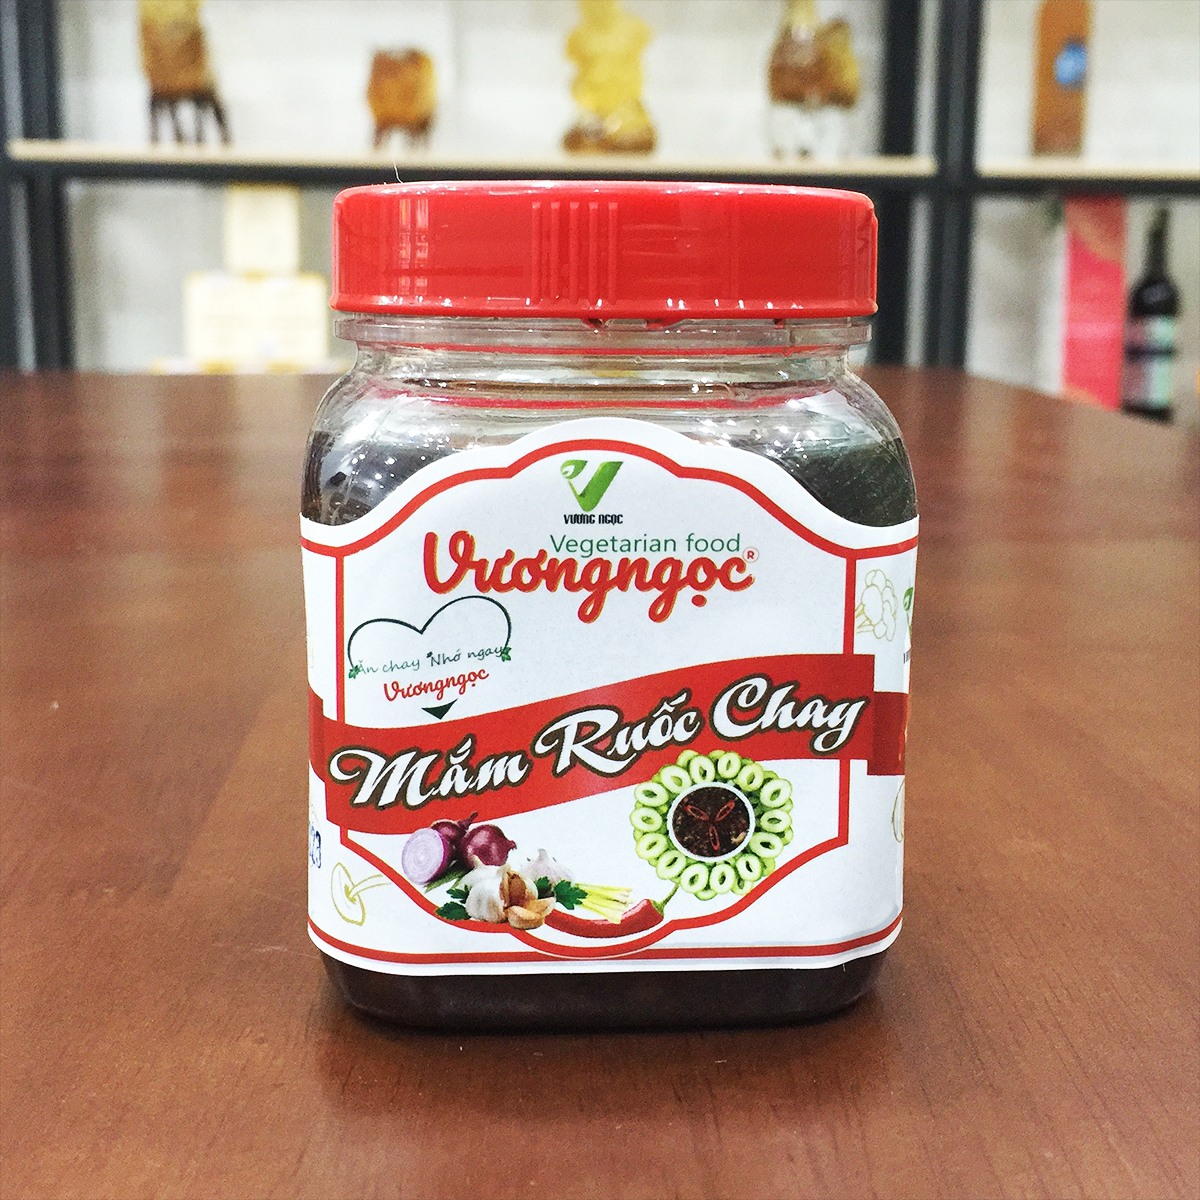 VƯƠNG NGỌC
Vegetarian food
Vươngngọc®
Ăn chay Nhớ ngay
Vươngngọc
Mắm Ruốc Chay